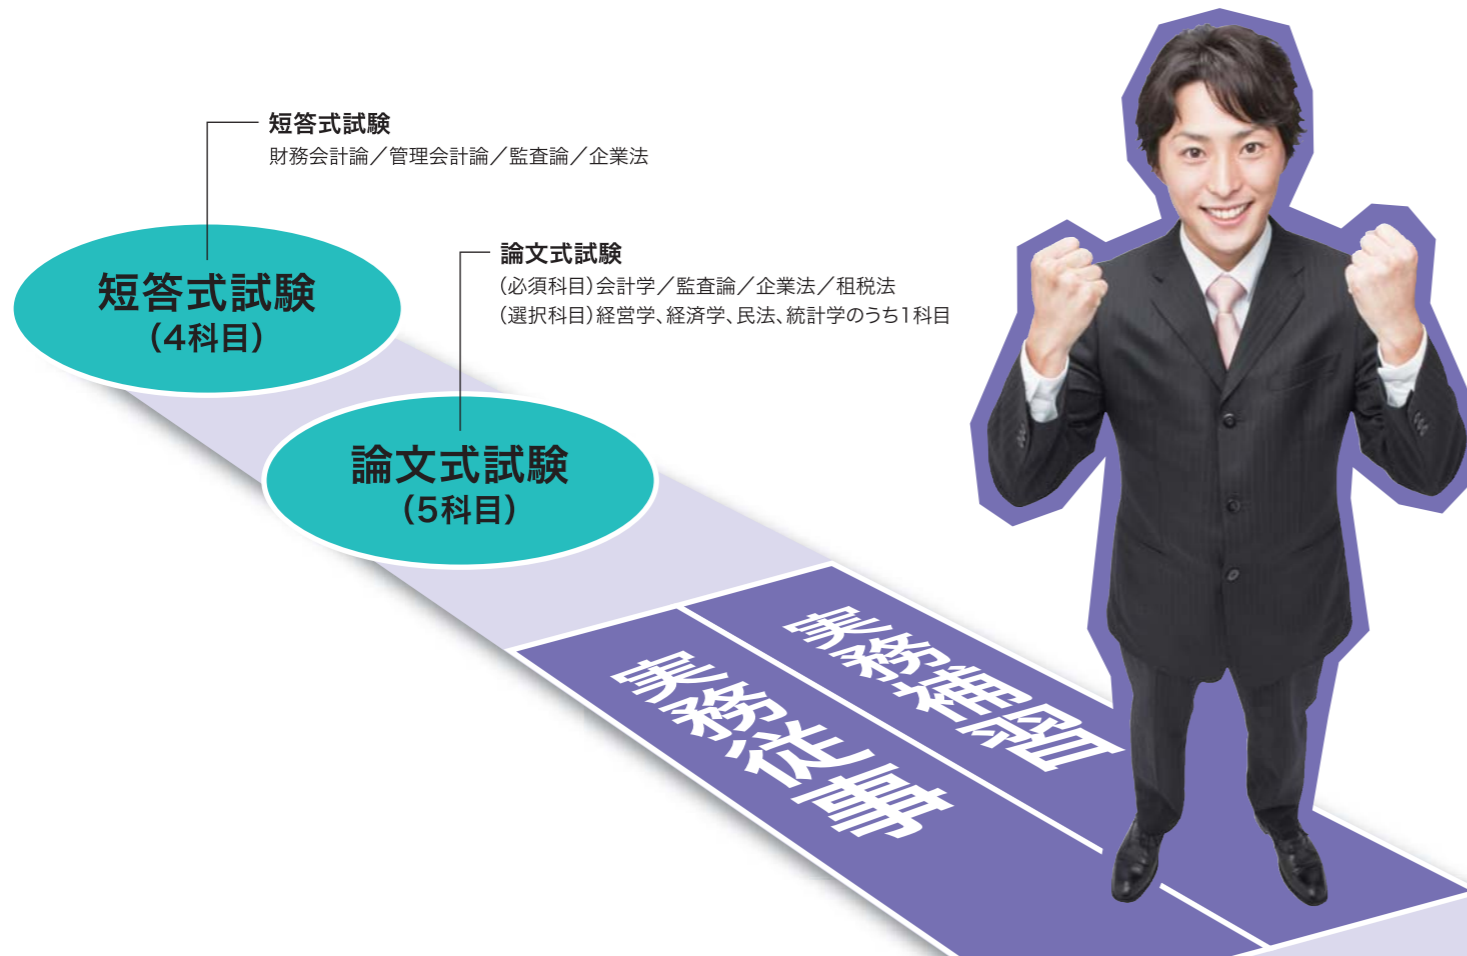 短答式試験
財務会計論／管理会計論／監査論／企業法
短答式試験
(4科目)
論文式試験
(必須科目)会計学／監査論／企業法／租税法
(選択科目)経営学、経済学、民法、統計学のうち1科目
論文式試験
(5科目)
実務補習
実務従事